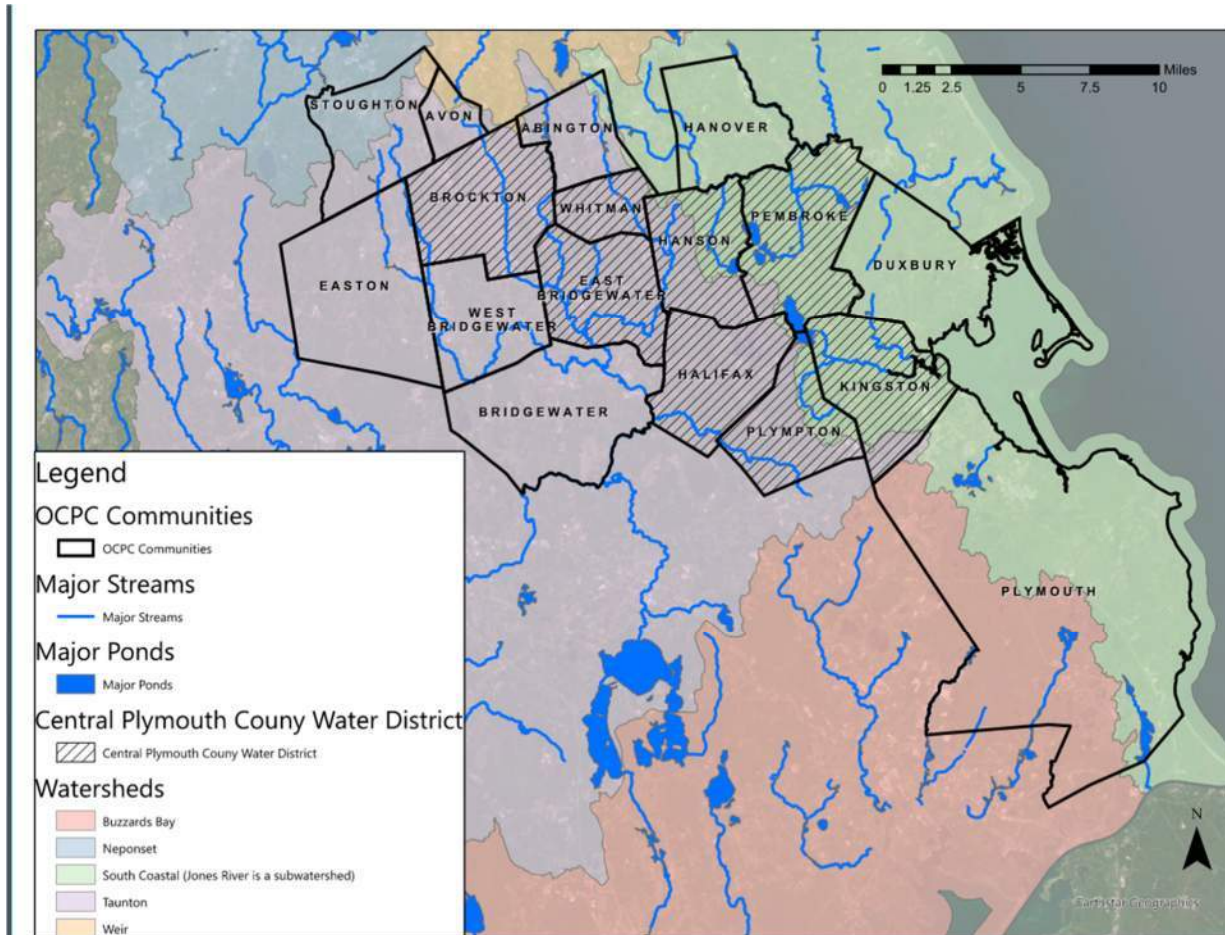 Miles
0 1.25 2.5 5 7.5 10
STOUGHTON
AVON
ABINGTON
HANOVER
BROCKTON
WHITMAN
HANSON
PEMBROKE
DUXBURY
EASTON
WEST
BRIDGEWATER
EAST
BRIDGEWATER
HALIFAX
KINGSTON
BRIDGEWATER
PLYMPTON
PLYMOUTH
Legend
OCPC Communities
OCPC Communities
Major Streams
Major Streams
Major Ponds
Major Ponds
Central Plymouth Couny Water District
Central Plymouth Couny Water District
Watersheds
Buzzards Bay
Neponset
South Coastal (Jones River is a subwatershed)
Taunton
Weir
N
Earthstar Geographics